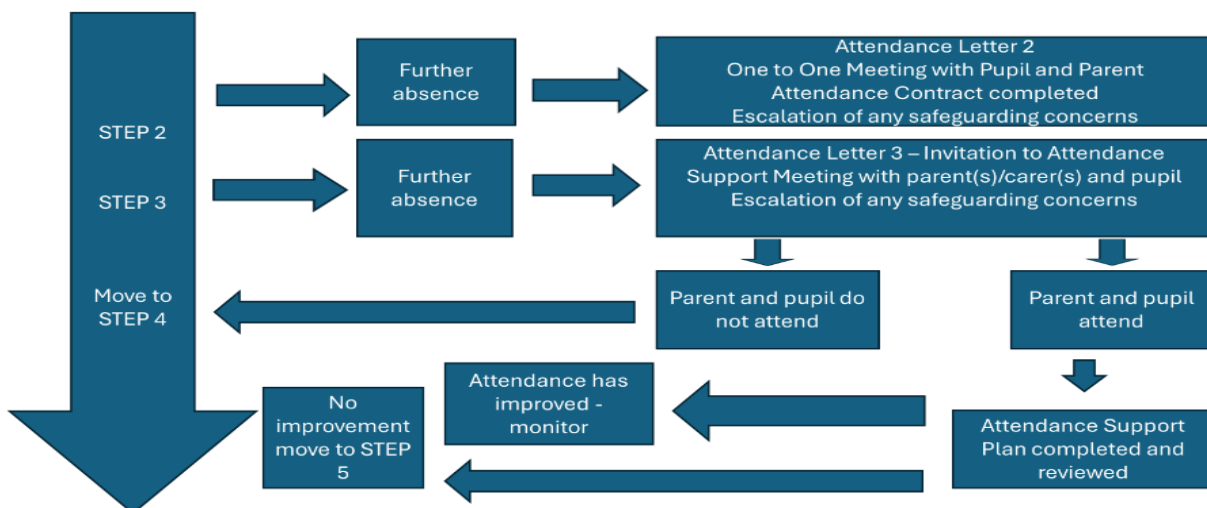 STEP 2
Further
absence
Attendance Letter 2
One to One Meeting with Pupil and Parent
Attendance Contract completed
Escalation of any safeguarding concerns
STEP 3
Further
absence
Attendance Letter 3 – Invitation to Attendance
Support Meeting with parent(s)/carer(s) and pupil
Escalation of any safeguarding concerns
Move to
STEP 4
Parent and pupil do
not attend
Parent and pupil
attend
No
improvement
move to STEP
5
Attendance has
improved -
monitor
Attendance Support
Plan completed and
reviewed